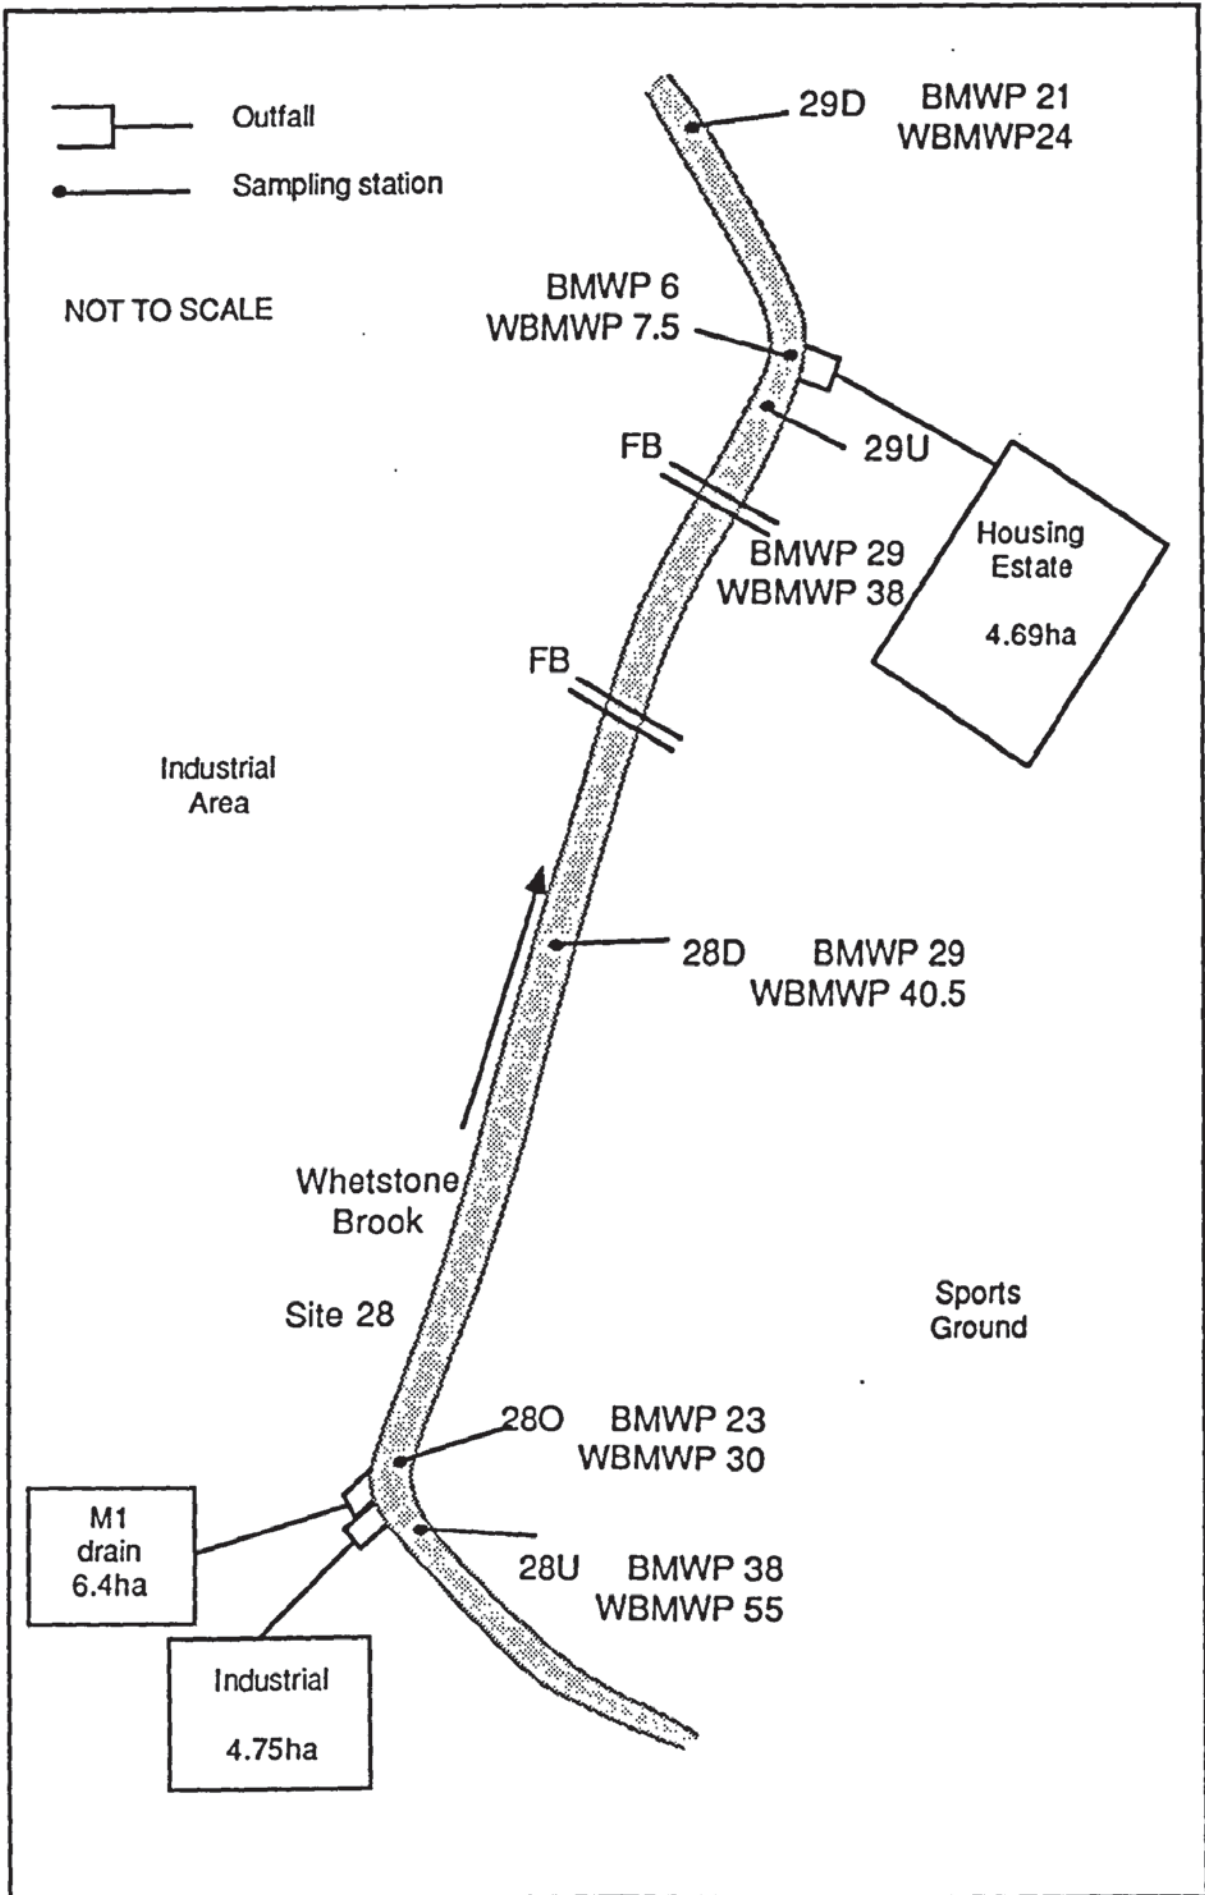 Outfall
Sampling station
NOT TO SCALE
29D BMWP 21
WBMWP24
BMWP 6
WBMWP 7.5
FB
29U
BMWP 29
WBMWP 38
Housing
Estate
4.69ha
FB
Industrial
Area
28D BMWP 29
WBMWP 40.5
Whetstone
Brook
Site 28
Sports
Ground
28O BMWP 23
WBMWP 30
M1
drain
6.4ha
28U BMWP 38
WBMWP 55
Industrial
4.75ha